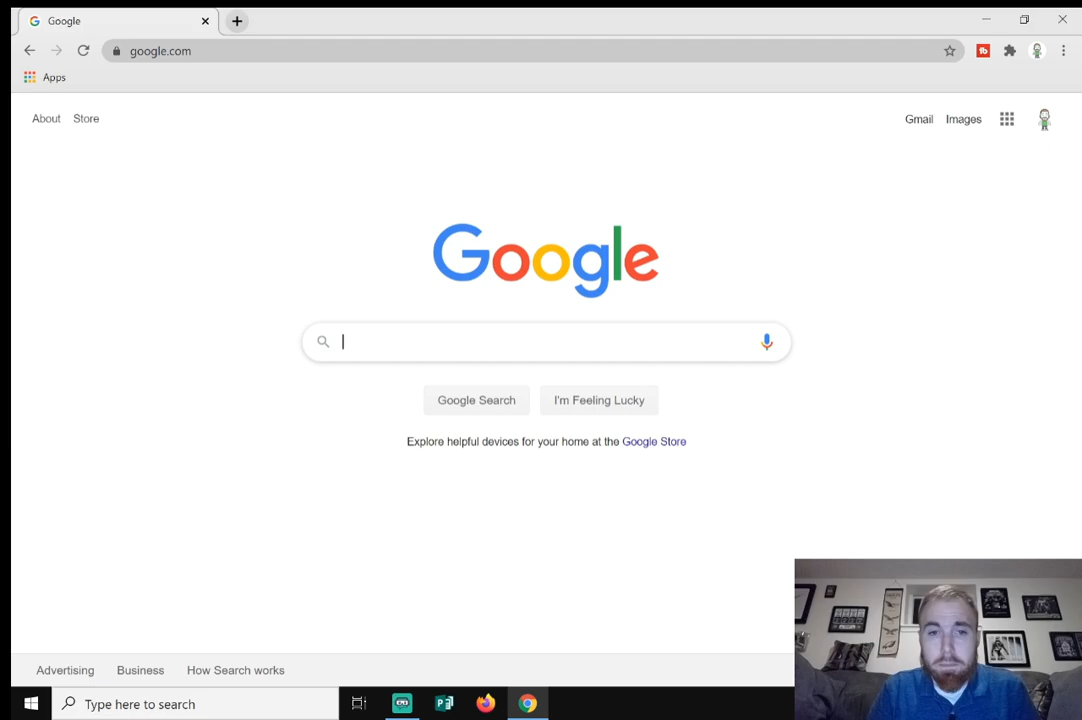 Google
google.com
Apps
About Store
Gmail Images
Google
Google Search
I'm Feeling Lucky
Explore helpful devices for your home at the Google Store
Advertising Business How Search works
Type here to search